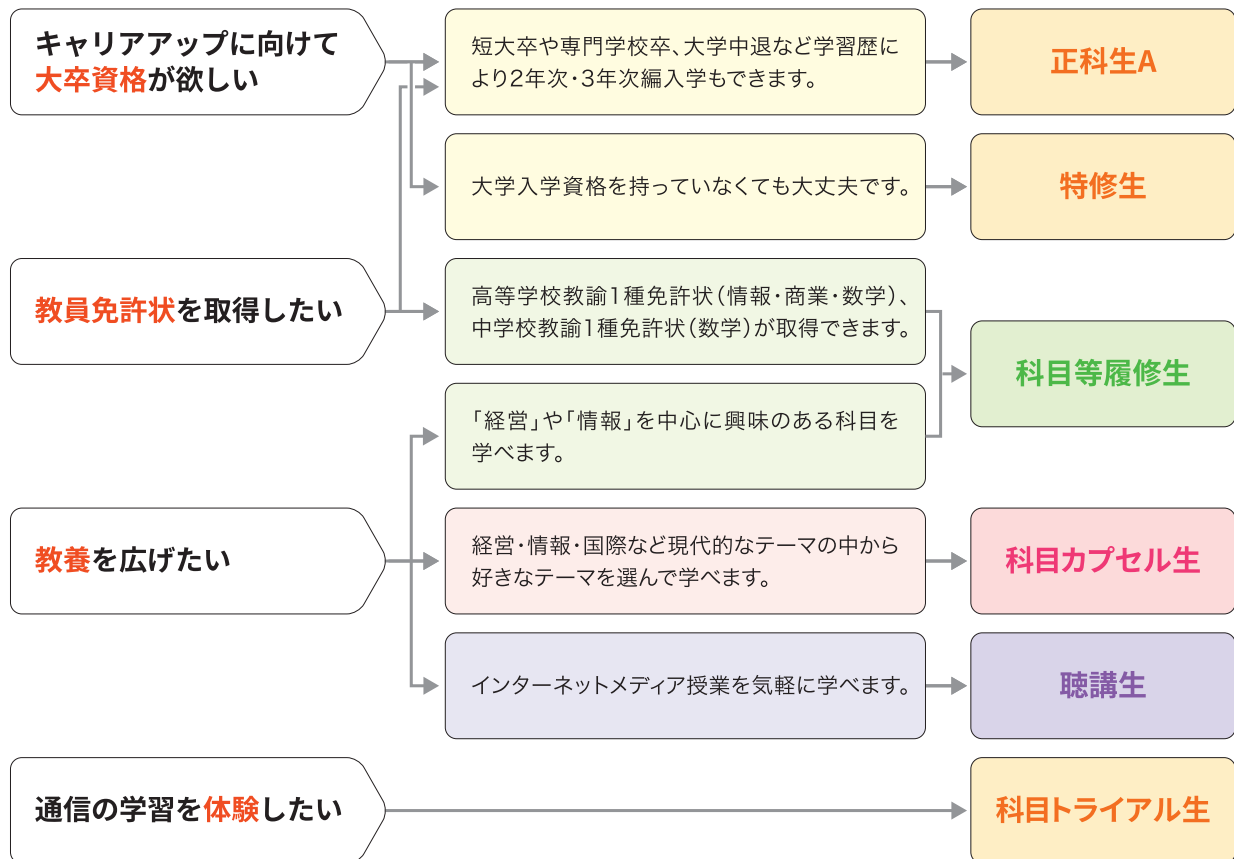 キャリアアップに向けて
大卒資格が欲しい
短大卒や専門学校卒、大学中退など学習歴に
より2年次・3年次編入学もできます。
正科生A
大学入学資格を持っていなくても大丈夫です。
特修生
教員免許状を取得したい
高等学校教諭1種免許状(情報・商業・数学)、
中学校教諭1種免許状(数学)が取得できます。
科目等履修生
「経営」や「情報」を中心に興味のある科目を
学べます。
教養を広げたい
経営・情報・国際など現代的なテーマの中から
好きなテーマを選んで学べます。
科目カプセル生
インターネットメディア授業を気軽に学べます。
聴講生
通信の学習を体験したい
科目トライアル生